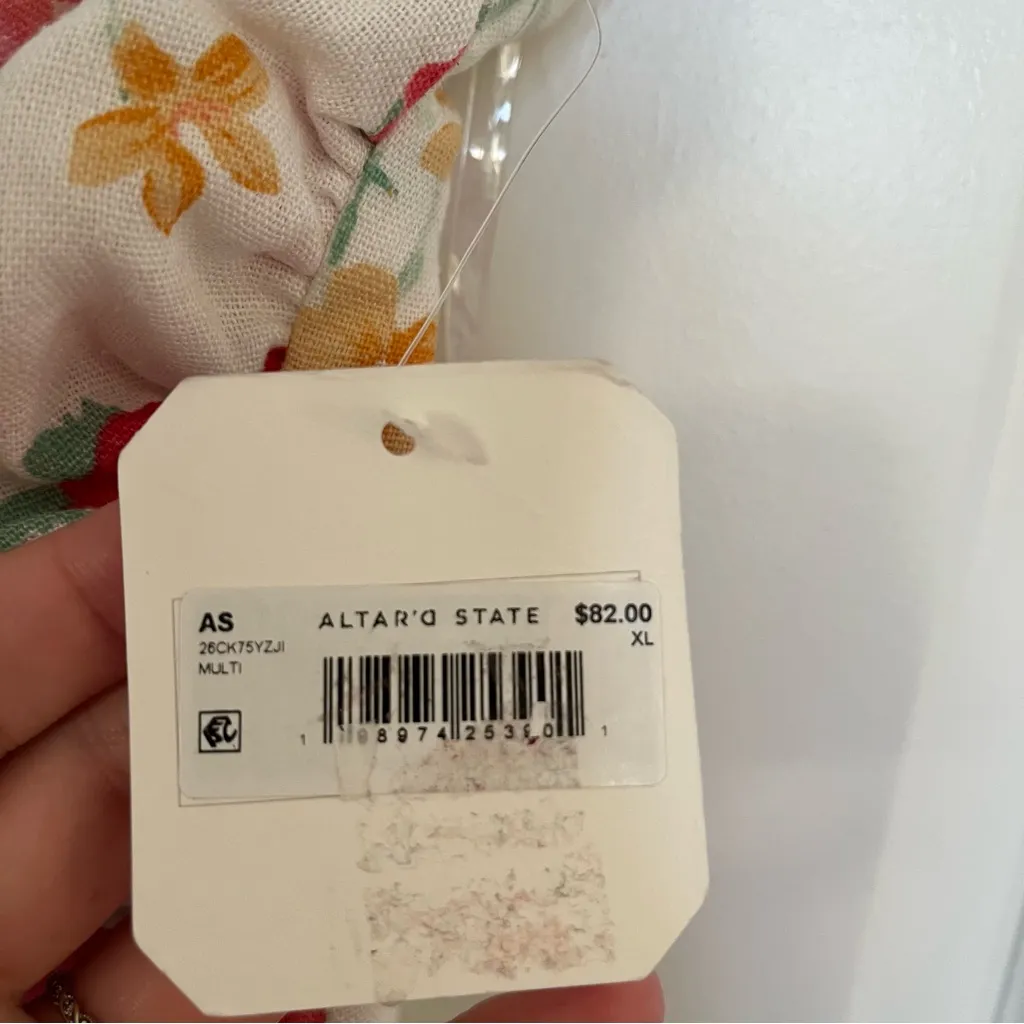 AS ALTAR'D STATE $82.00
26CK75YZJI XL
MULTI